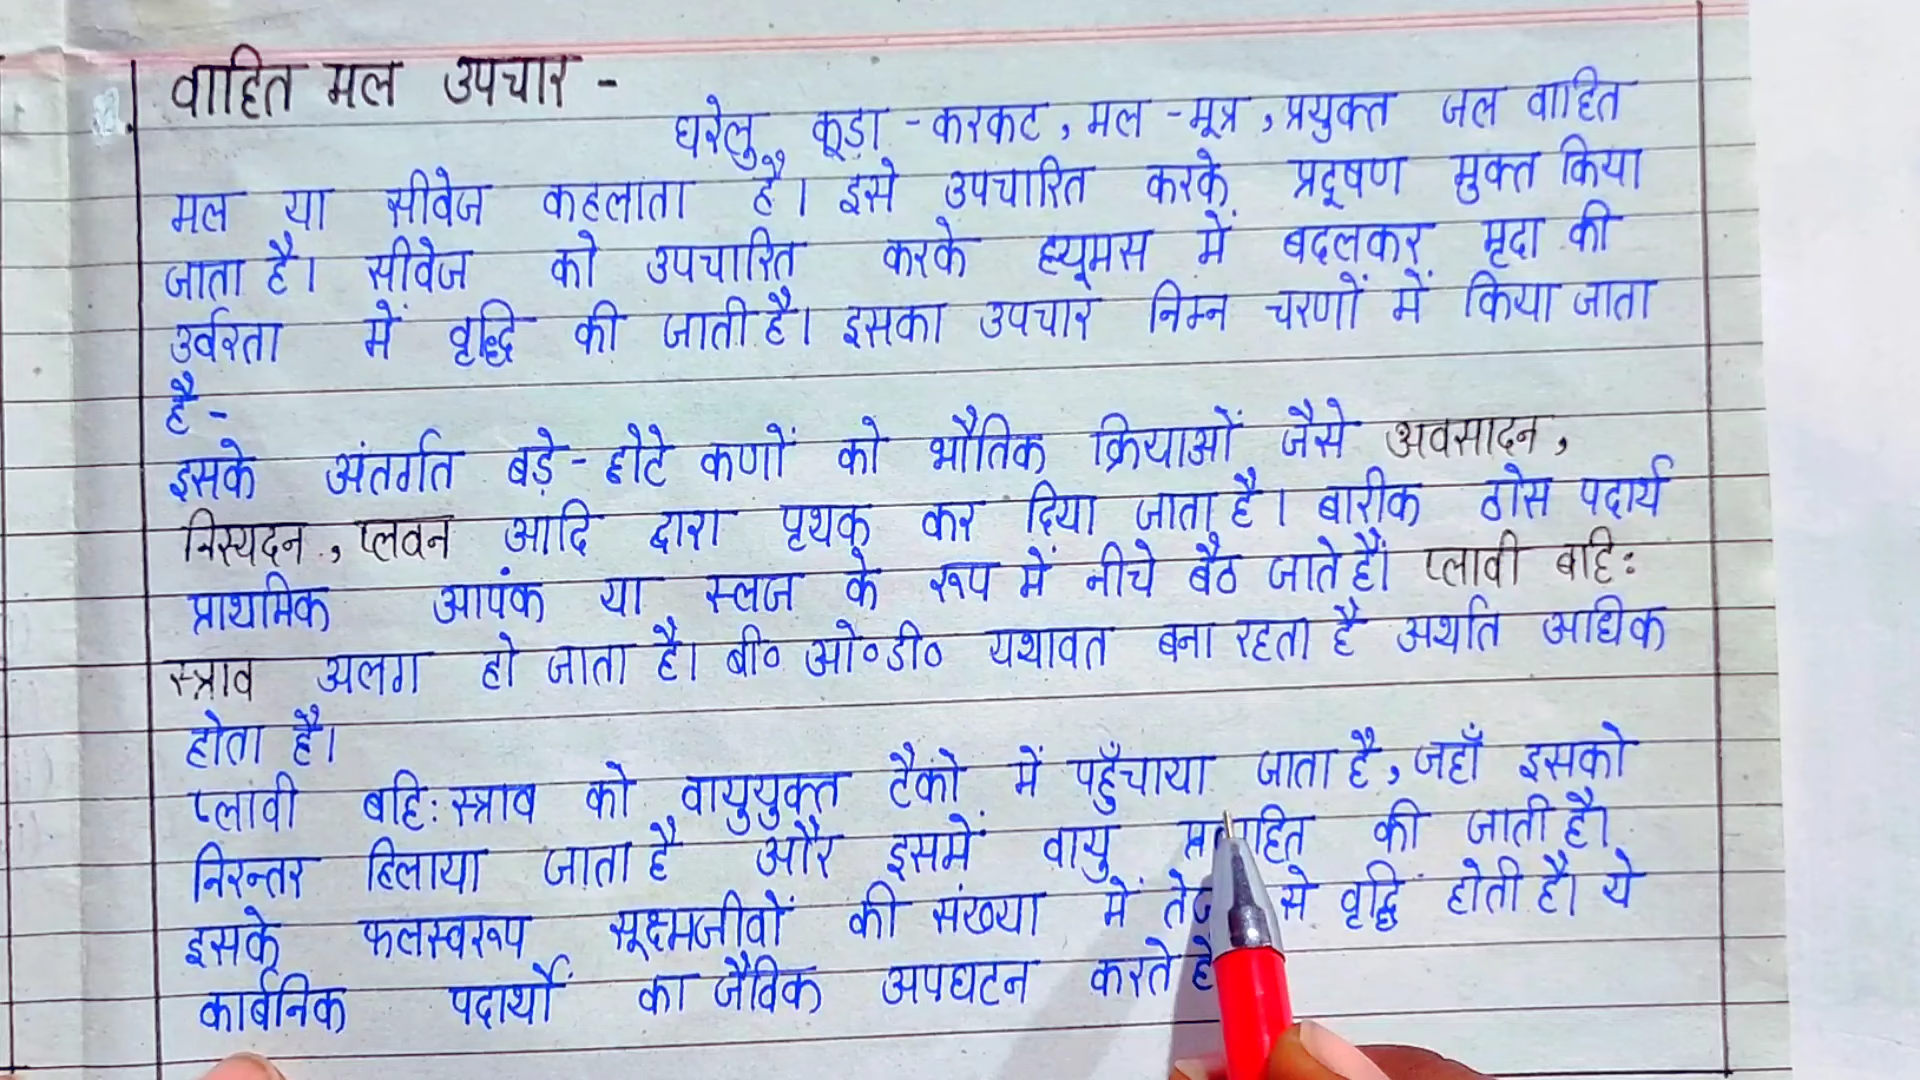 वाहित मल उपचार -
घरेलु कूड़ा - करकट, मल - मूत्र, प्रयुक्त जल वाहित
मल या सीवेज कहलाता है। इसे उपचारित करके प्रदूषण मुक्त किया
जाता है। सीवेज को उपचारित करके ह्यूमस में बदलकर मृदा की
उर्वरता में वृद्धि की जाती है। इसका उपचार निम्न चरणों में किया जाता
है -
इसके अंतर्गत बड़े - छोटे कणों को भौतिक क्रियाओं जैसे अवसादन,
निस्यदन, प्लवन आदि द्वारा पृथक् कर दिया जाता है। बारीक ठोस पदार्थ
प्राथमिक आपंक या स्लज के रूप में नीचे बैठ जाते हैं। प्लावी बहिः
स्त्राव अलग हो जाता है। बी० ओ०डी० यथावत बना रहता है अर्थात अधिक
होता है।
प्लावी बहिः स्त्राव को वायुयुक्त टैकों में पहुँचाया जाता है, जहाँ इसको
निरन्तर हिलाया जाता है और इसमें वायु की जाती है।
इसके फलस्वरूप सूक्ष्मजीवों की संख्या में से वृद्धि होती है। ये
कार्बनिक पदार्थों का जैविक अपघटन करते